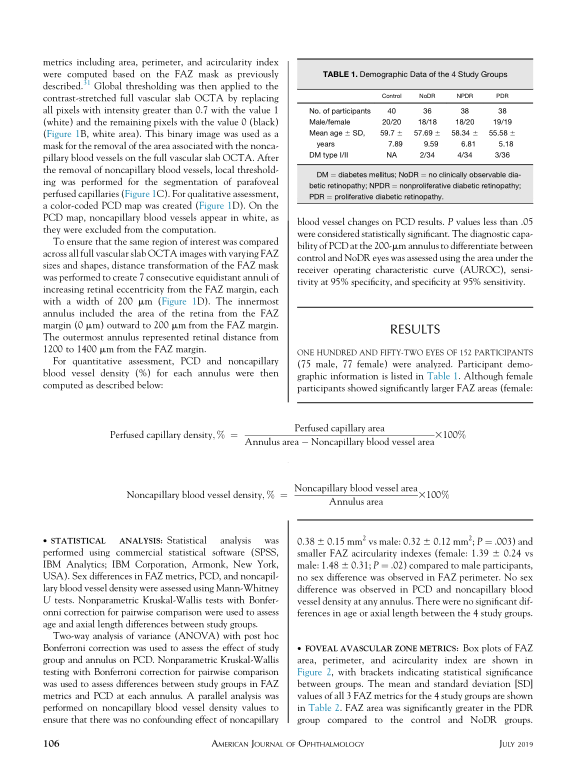 metrics including area, perimeter, and acircularity index
were computed based on the FAZ mask as previously
described.31 Global thresholding was then applied to the
contrast-stretched full vascular slab OCTA by replacing
all pixels with intensity greater than 0.7 with the value 1
(white) and the remaining pixels with the value 0 (black)
(Figure 1B, white area). This binary image was used as a
mask for the removal of the area associated with the nonca-
pillary blood vessels on the full vascular slab OCTA. After
the removal of noncapillary blood vessels, local threshold-
ing was performed for the segmentation of parafoveal
perfused capillaries (Figure 1C). For qualitative assessment,
a color-coded PCD map was created (Figure 1D). On the
PCD map, noncapillary blood vessels appear in white, as
they were excluded from the computation.
To ensure that the same region of interest was compared
across all full vascular slab OCTA images with varying FAZ
sizes and shapes, distance transformation of the FAZ mask
was performed to create 7 consecutive equidistant annuli of
increasing retinal eccentricity from the FAZ margin, each
with a width of 200 μm (Figure 1D). The innermost
annulus included the area of the retina from the FAZ
margin (0 μm) outward to 200 μm from the FAZ margin.
The outermost annulus represented retinal distance from
1200 to 1400 μm from the FAZ margin.
For quantitative assessment, PCD and noncapillary
blood vessel density (%) for each annulus were then
computed as described below:
TABLE 1. Demographic Data of the 4 Study Groups
Control NoDR NPDR PDR
No. of participants 40 36 38 38
Male/female 20/20 18/18 18/20 19/19
Mean age ± SD, 59.7 ± 57.69 ± 58.34 ± 55.58 ±
years 7.89 9.59 6.81 5.18
DM type I/II NA 2/34 4/34 3/36
DM = diabetes mellitus; NoDR = no clinically observable dia-
betic retinopathy; NPDR = nonproliferative diabetic retinopathy;
PDR = proliferative diabetic retinopathy.
blood vessel changes on PCD results. P values less than .05
were considered statistically significant. The diagnostic capa-
bility of PCD at the 200-μm annulus to differentiate between
control and NoDR eyes was assessed using the area under the
receiver operating characteristic curve (AUROC), sensi-
tivity at 95% specificity, and specificity at 95% sensitivity.
RESULTS
ONE HUNDRED AND FIFTY-TWO EYES OF 152 PARTICIPANTS
(75 male, 77 female) were analyzed. Participant demo-
graphic information is listed in Table 1. Although female
participants showed significantly larger FAZ areas (female:
Perfused capillary density, % = Perfused capillary area / Annulus area − Noncapillary blood vessel area ×100%
Noncapillary blood vessel density, % = Noncapillary blood vessel area / Annulus area ×100%
• STATISTICAL ANALYSIS: Statistical analysis was
performed using commercial statistical software (SPSS,
IBM Analytics; IBM Corporation, Armonk, New York,
USA). Sex differences in FAZ metrics, PCD, and noncapil-
lary blood vessel density were assessed using Mann-Whitney
U tests. Nonparametric Kruskal-Wallis tests with Bonfer-
onni correction for pairwise comparison were used to assess
age and axial length differences between study groups.
Two-way analysis of variance (ANOVA) with post hoc
Bonferroni correction was used to assess the effect of study
group and annulus on PCD. Nonparametric Kruskal-Wallis
testing with Bonferroni correction for pairwise comparison
was used to assess differences between study groups in FAZ
metrics and PCD at each annulus. A parallel analysis was
performed on noncapillary blood vessel density values to
ensure that there was no confounding effect of noncapillary
0.38 ± 0.15 mm2 vs male: 0.32 ± 0.12 mm2; P = .003) and
smaller FAZ acircularity indexes (female: 1.39 ± 0.24 vs
male: 1.48 ± 0.31; P = .02) compared to male participants,
no sex difference was observed in FAZ perimeter. No sex
difference was observed in PCD and noncapillary blood
vessel density at any annulus. There were no significant dif-
ferences in age or axial length between the 4 study groups.
• FOVEAL AVASCULAR ZONE METRICS: Box plots of FAZ
area, perimeter, and acircularity index are shown in
Figure 2, with brackets indicating statistical significance
between groups. The mean and standard deviation [SD]
values of all 3 FAZ metrics for the 4 study groups are shown
in Table 2. FAZ area was significantly greater in the PDR
group compared to the control and NoDR groups.
106 AMERICAN JOURNAL OF OPHTHALMOLOGY JULY 2019